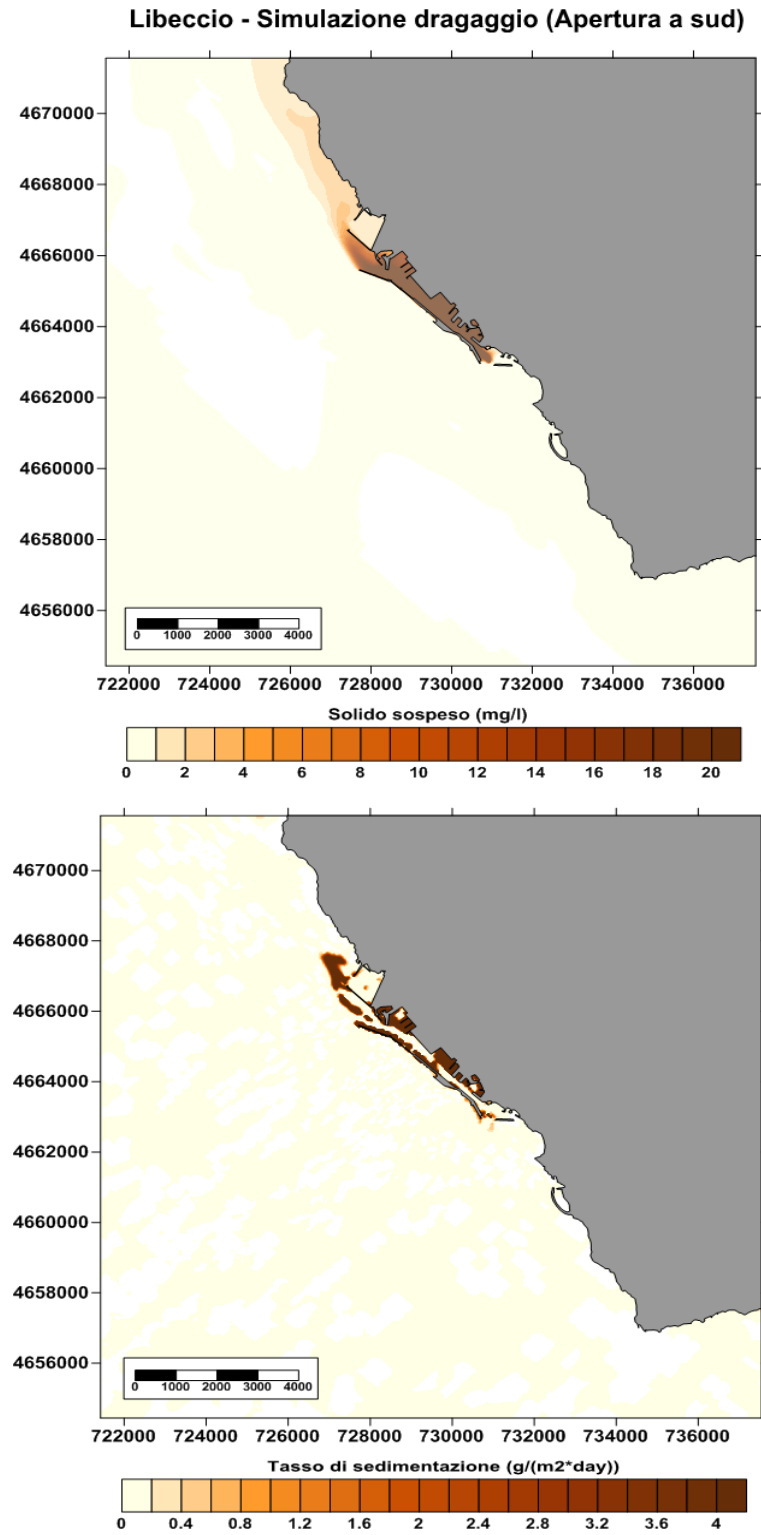 Libeccio - Simulazione dragaggio (Apertura a sud)
4670000
4668000
4666000
4664000
4662000
4660000
4658000
4656000
0 1000 2000 3000 4000
722000 724000 726000 728000 730000 732000 734000 736000
Solido sospeso (mg/l)
0 2 4 6 8 10 12 14 16 18 20
4670000
4668000
4666000
4664000
4662000
4660000
4658000
4656000
0 1000 2000 3000 4000
722000 724000 726000 728000 730000 732000 734000 736000
Tasso di sedimentazione (g/(m2*day))
0 0.4 0.8 1.2 1.6 2 2.4 2.8 3.2 3.6 4